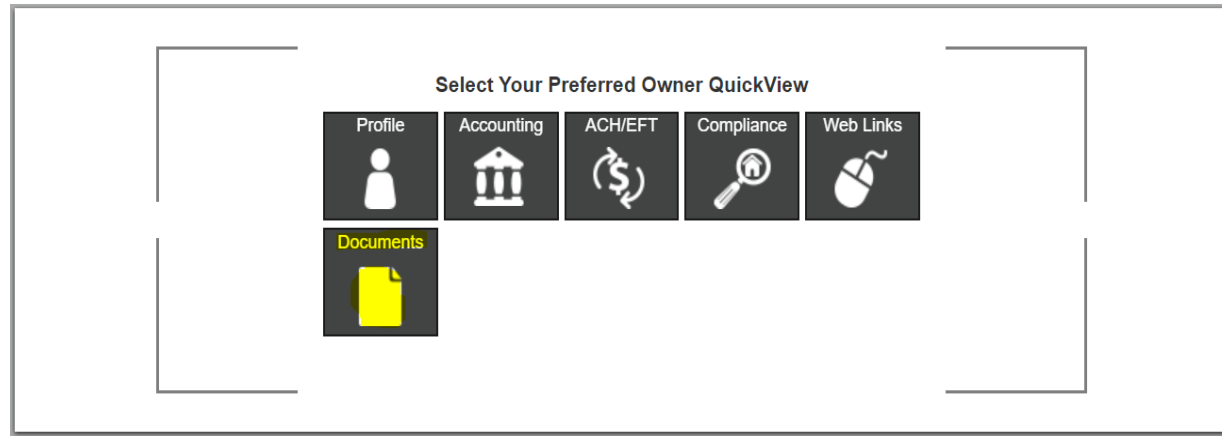 Select Your Preferred Owner QuickView
Profile Accounting ACH/EFT Compliance Web Links
$
Documents